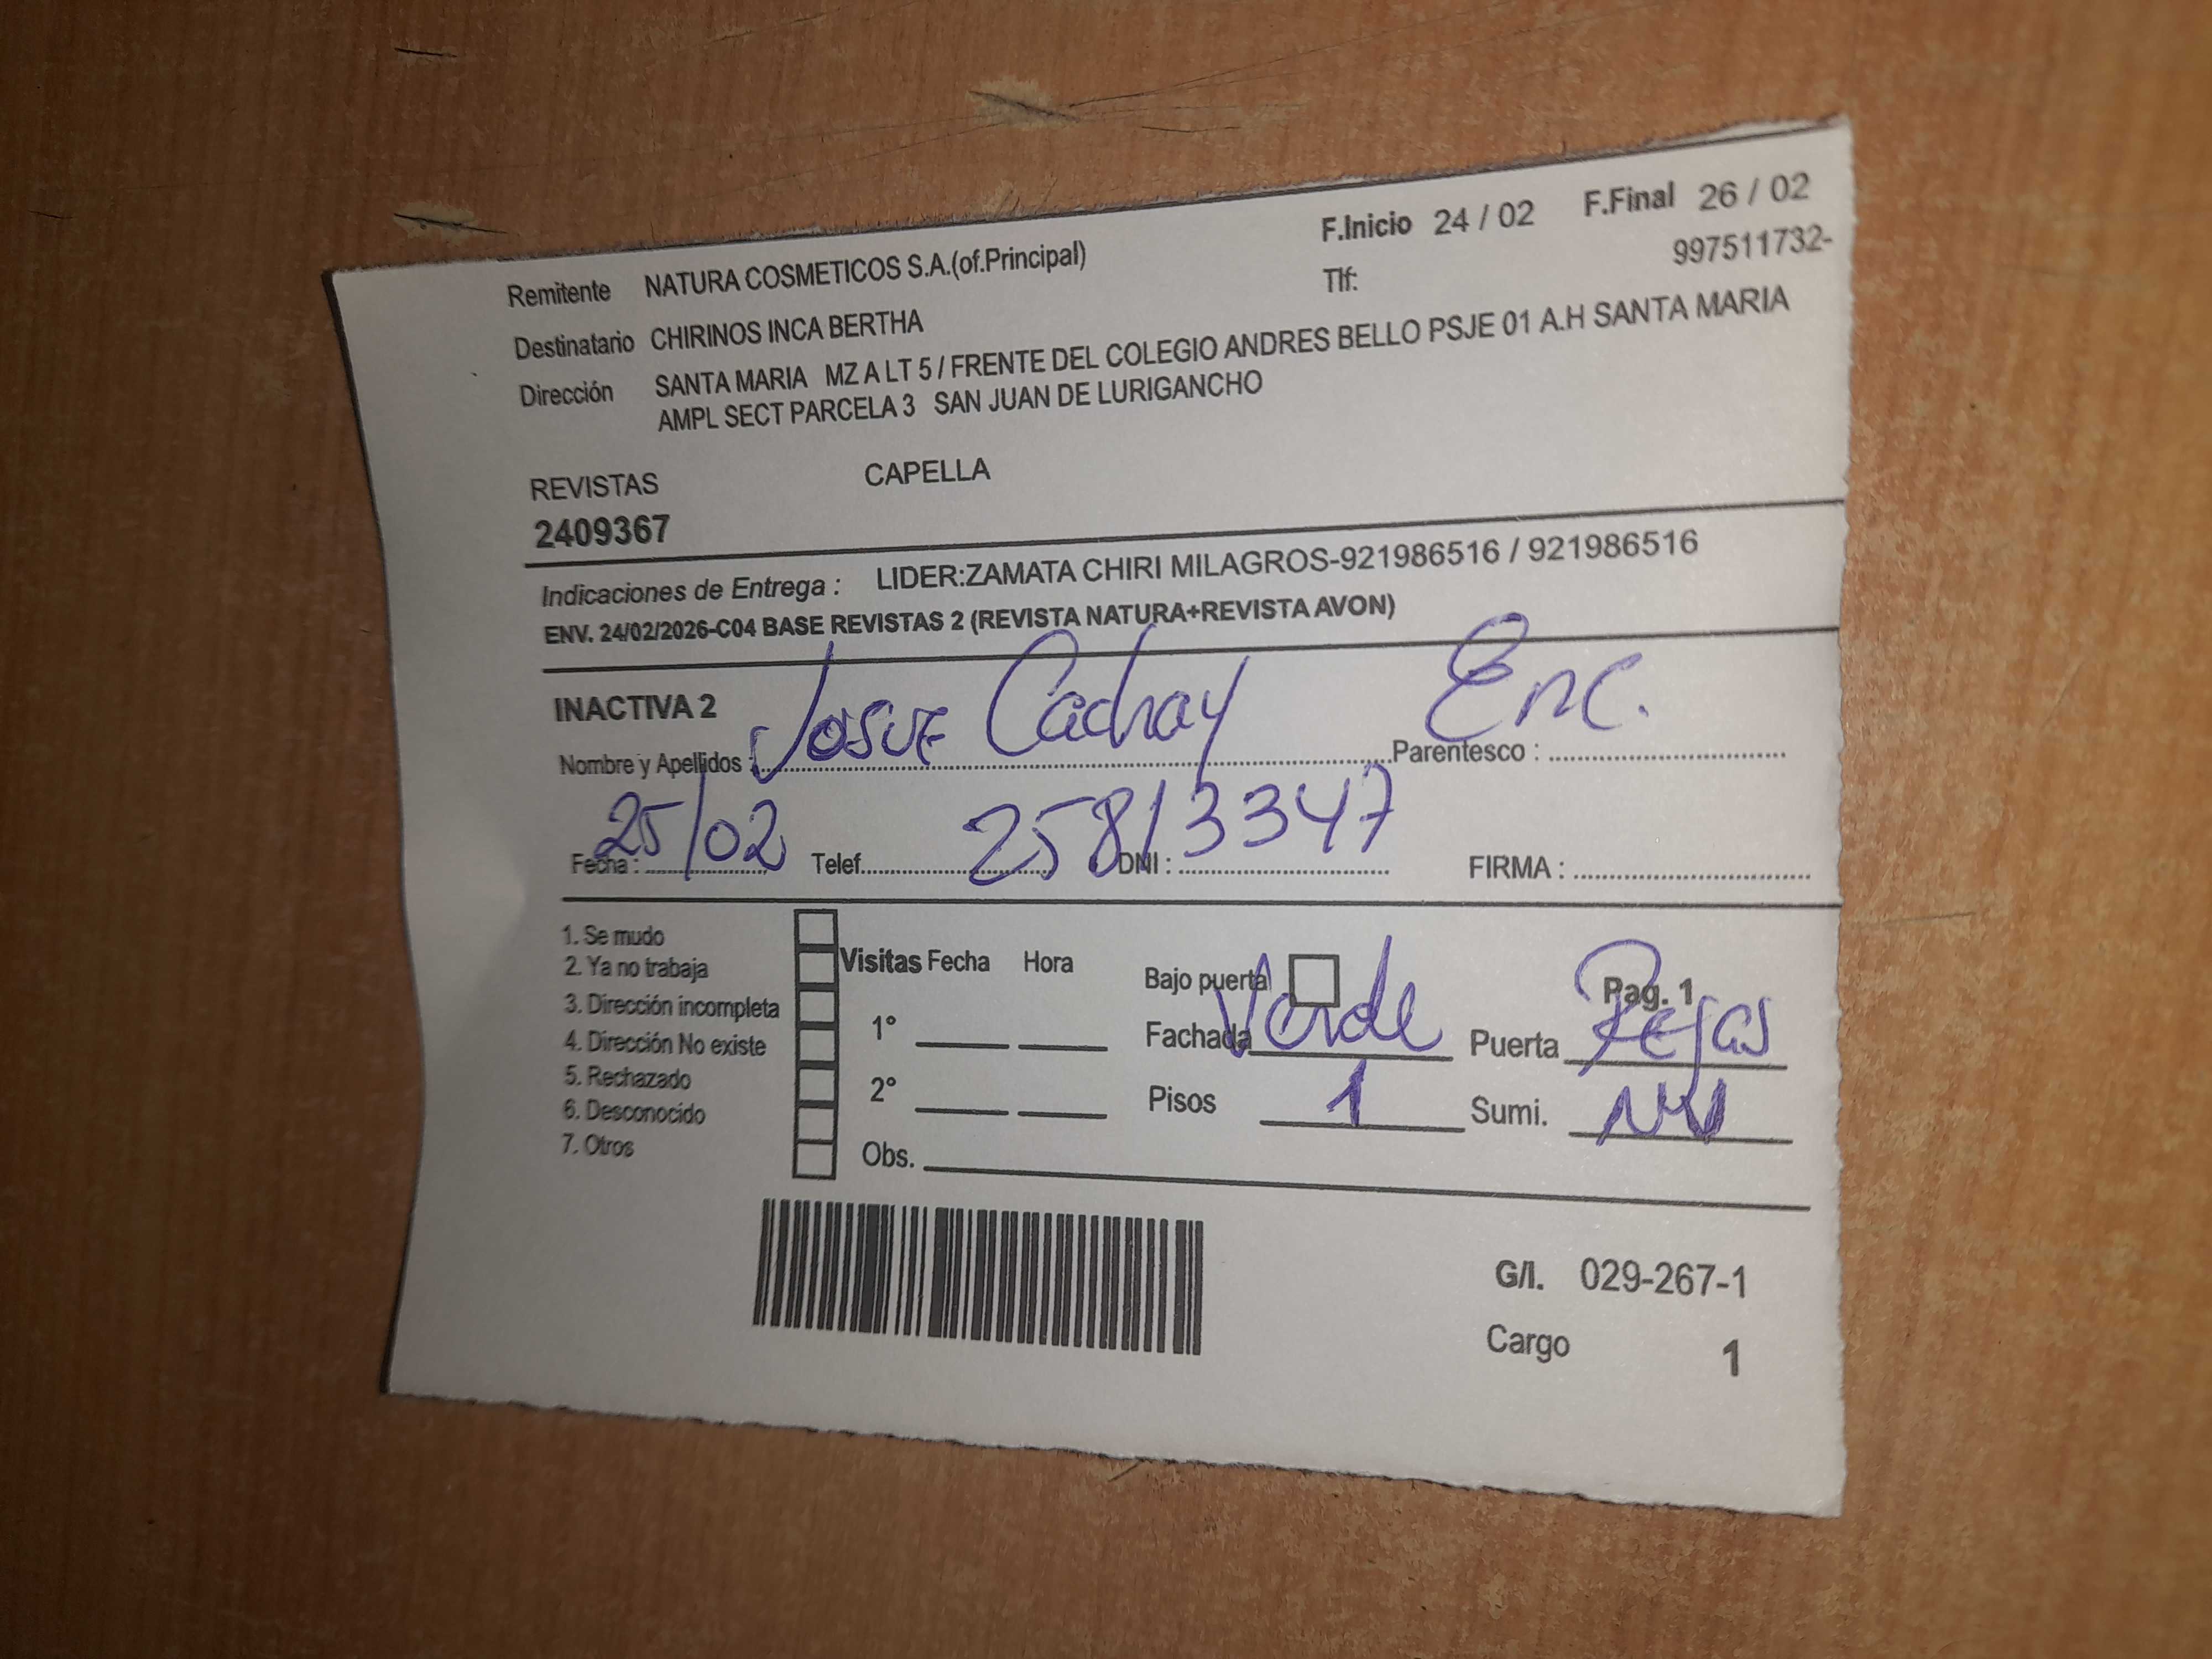 F.Inicio 24 / 02 F.Final 26 / 02
Remitente NATURA COSMETICOS S.A.(of.Principal) Tlf: 997511732-
Destinatario CHIRINOS INCA BERTHA
Dirección SANTA MARIA MZ A LT 5 / FRENTE DEL COLEGIO ANDRES BELLO PSJE 01 A.H SANTA MARIA
AMPL SECT PARCELA 3 SAN JUAN DE LURIGANCHO
REVISTAS CAPELLA
2409367
Indicaciones de Entrega : LIDER:ZAMATA CHIRI MILAGROS-921986516 / 921986516
ENV. 24/02/2026-C04 BASE REVISTAS 2 (REVISTA NATURA+REVISTA AVON)
INACTIVA 2
Nombre y Apellidos : Josue Cachay Parentesco : Enc.
Fecha : 25/02 Telef. DNI : 25813347 FIRMA :
1. Se mudo
2. Ya no trabaja
3. Dirección incompleta
4. Dirección No existe
5. Rechazado
6. Desconocido
7. Otros
Visitas Fecha Hora
1°
2°
Obs.
Bajo puerta Pag. 1
Fachada Verde Puerta Rejas
Pisos 1 Sumi.
G/I. 029-267-1
Cargo 1